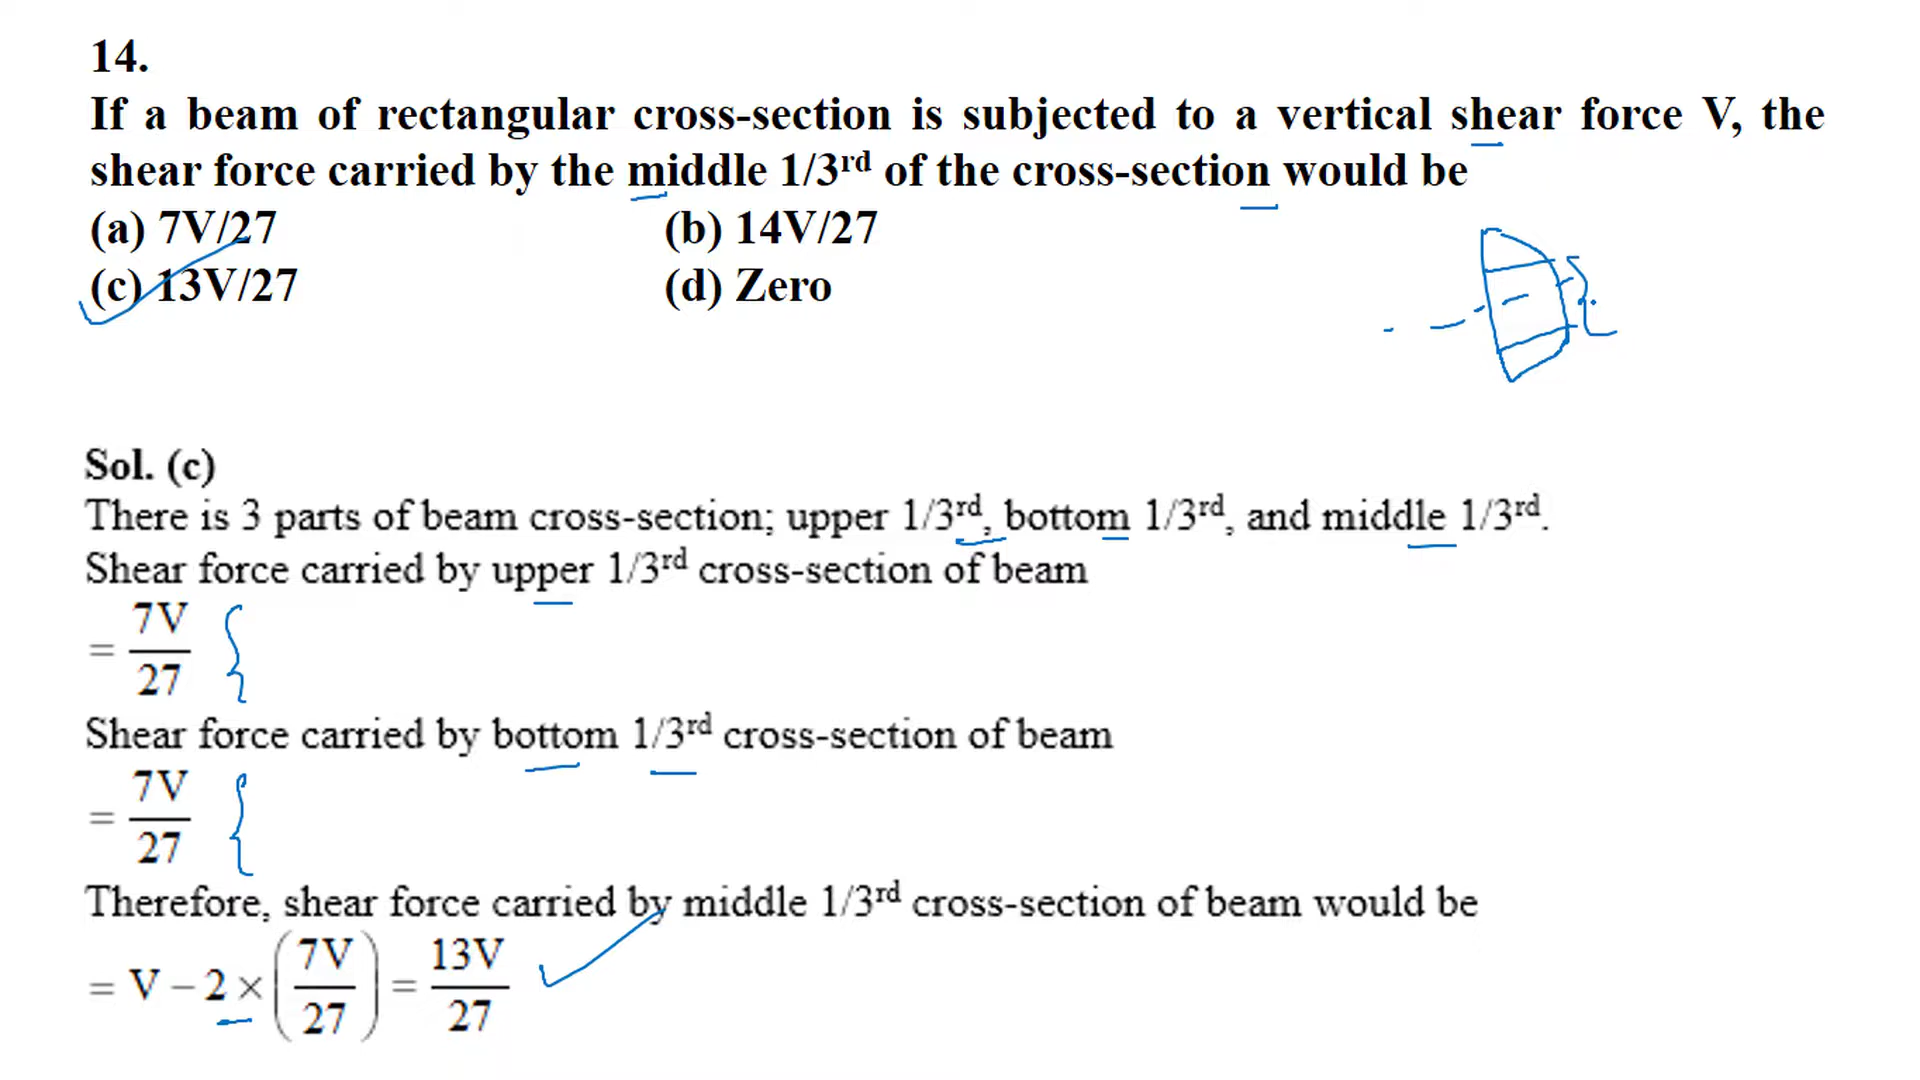 14.
If a beam of rectangular cross-section is subjected to a vertical shear force V, the
shear force carried by the middle 1/3rd of the cross-section would be
(a) 7V/27 (b) 14V/27
(c) 13V/27 (d) Zero
Sol. (c)
There is 3 parts of beam cross-section; upper 1/3rd, bottom 1/3rd, and middle 1/3rd.
Shear force carried by upper 1/3rd cross-section of beam
= 7V/27
Shear force carried by bottom 1/3rd cross-section of beam
= 7V/27
Therefore, shear force carried by middle 1/3rd cross-section of beam would be
= V – 2 × (7V/27) = 13V/27